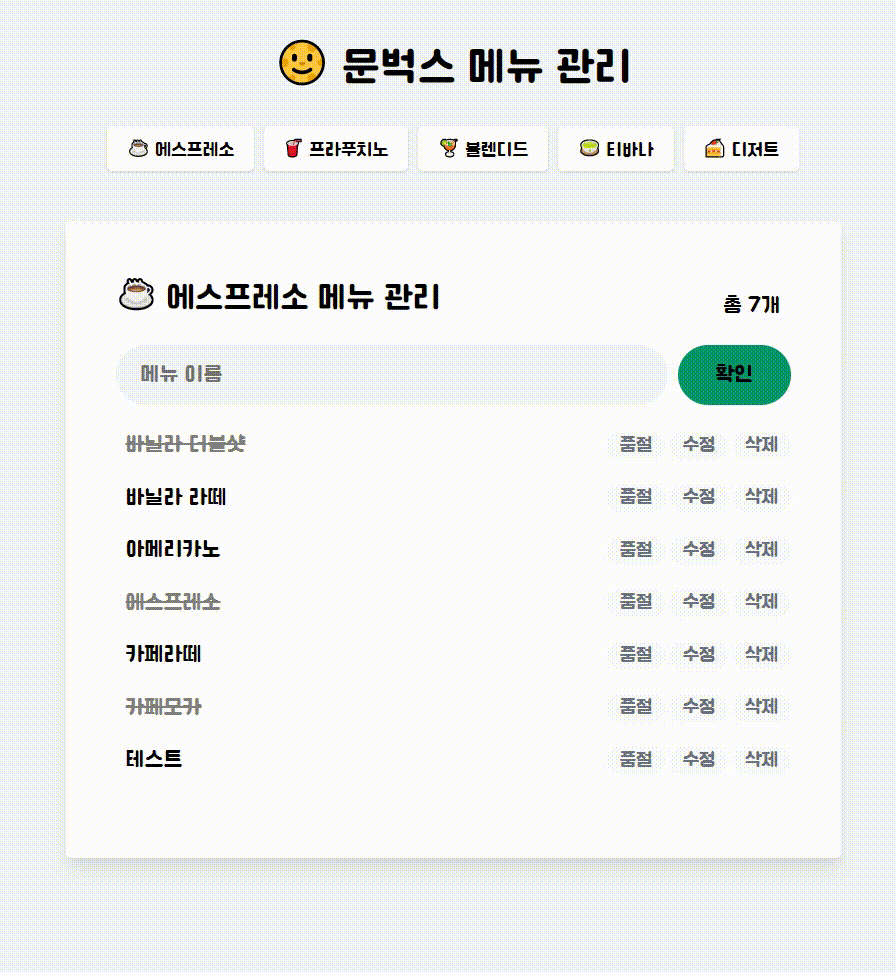 문벅스 메뉴 관리
에스프레소 프라푸치노 블렌디드 티바나 디저트
에스프레소 메뉴 관리
총 7개
메뉴 이름 확인
바닐라 더블샷 품절 수정 삭제
바닐라 라떼 품절 수정 삭제
아메리카노 품절 수정 삭제
에스프레소 품절 수정 삭제
카페라떼 품절 수정 삭제
카페모카 품절 수정 삭제
테스트 품절 수정 삭제